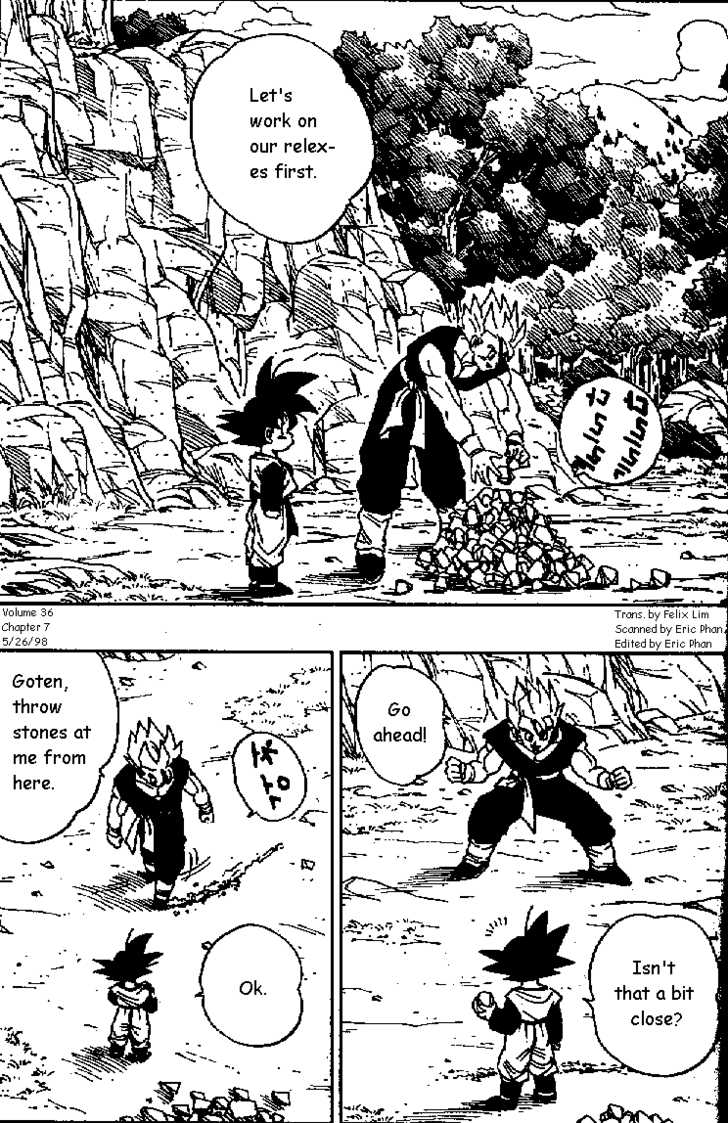 Let's
work on
our relex-
es first.
Volume 36
Chapter 7
5/26/98
Trans. by Felix Lim
Scanned by Eric Phan
Edited by Eric Phan
Goten,
throw
stones at
me from
here.
Ok.
Go
ahead!
Isn't
that a bit
close?